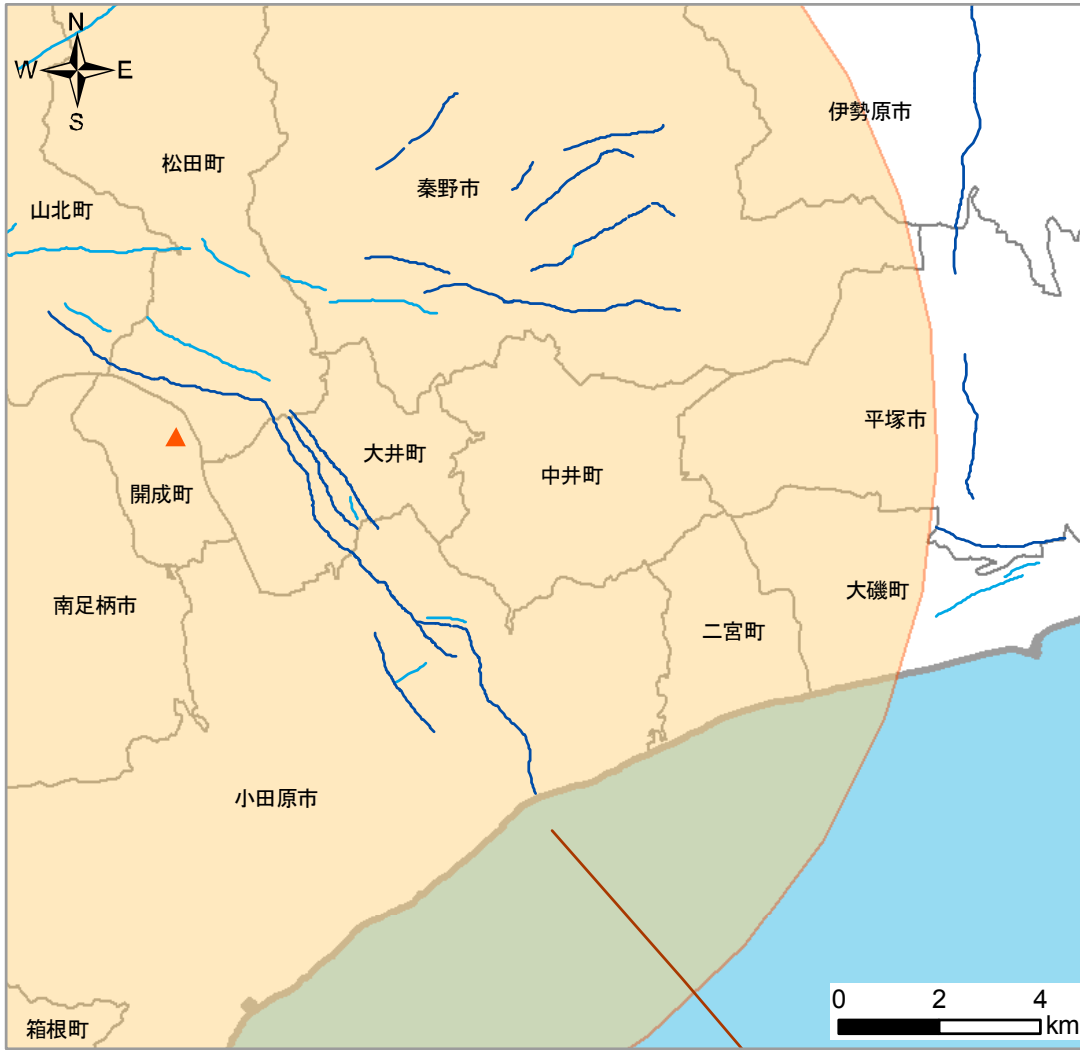 N
W E
S
伊勢原市
松田町
秦野市
山北町
平塚市
大井町
中井町
開成町
大磯町
南足柄市
二宮町
小田原市
0 2 4
km
箱根町